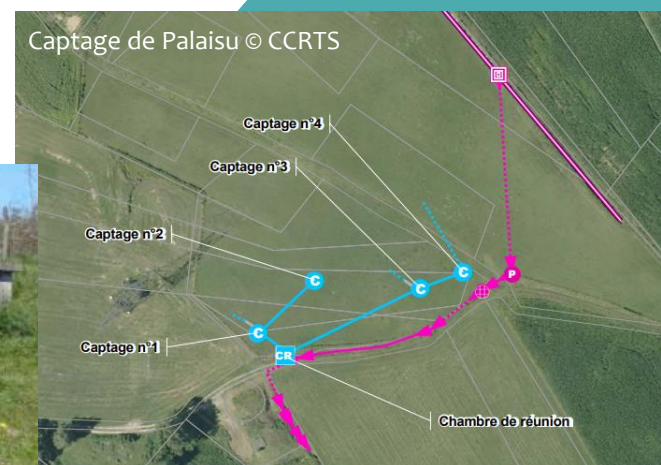 Captage de Palaisu © CCRTS
Captage n°4
Captage n°3
Captage n°2
Captage n°1
C
C
C
C
CR
P
H
Chambre de réunion